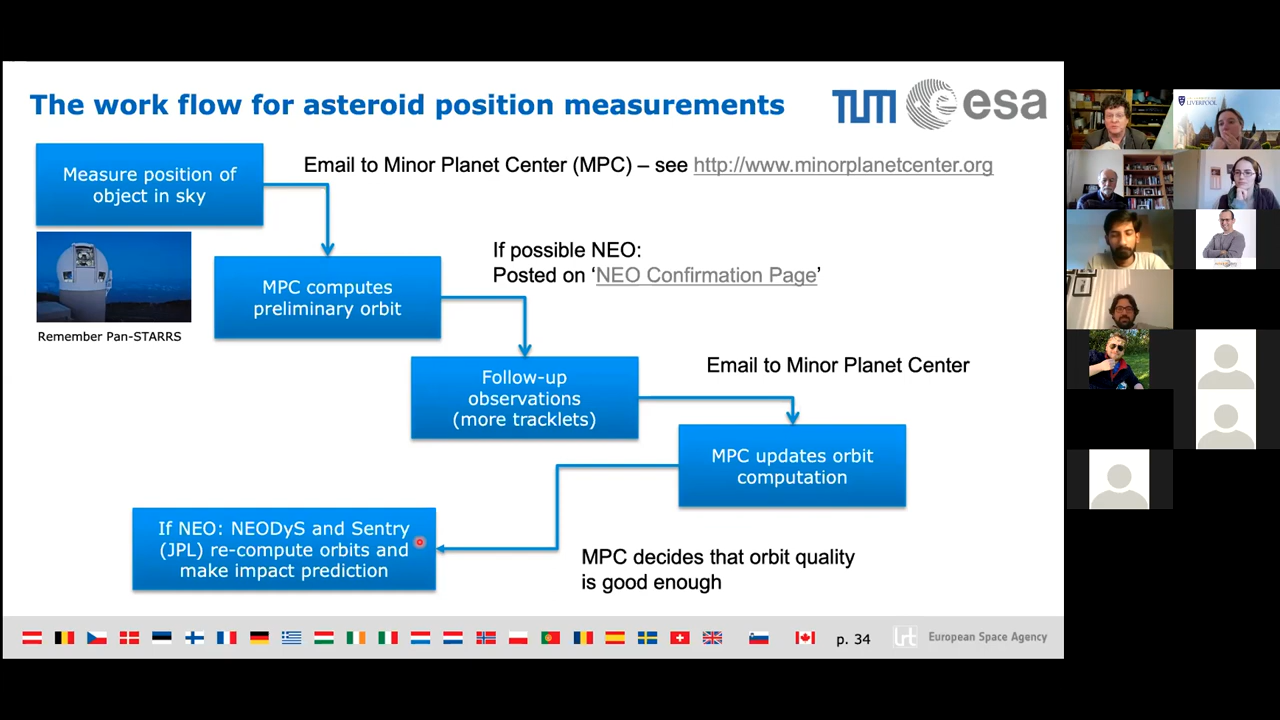 The work flow for asteroid position measurements
TUM esa
Measure position of
object in sky
Email to Minor Planet Center (MPC) – see http://www.minorplanetcenter.org
Remember Pan-STARRS
MPC computes
preliminary orbit
If possible NEO:
Posted on ‘NEO Confirmation Page’
Follow-up
observations
(more tracklets)
Email to Minor Planet Center
MPC updates orbit
computation
If NEO: NEODyS and Sentry
(JPL) re-compute orbits and
make impact prediction
MPC decides that orbit quality
is good enough
p. 34
lrt
European Space Agency
LIVERPOOL